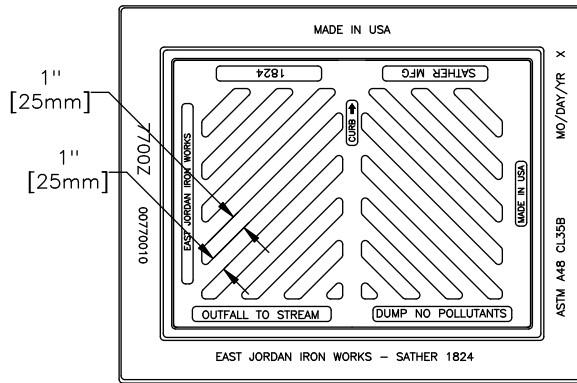 MADE IN USA
1824
SATHER MFG
1"
[25mm]
1"
[25mm]
CURB
7700Z
00770010
EAST JORDAN IRON WORKS
MADE IN USA
MO/DAY/YR X
ASTM A48 CL35B
OUTFALL TO STREAM
DUMP NO POLLUTANTS
EAST JORDAN IRON WORKS – SATHER 1824